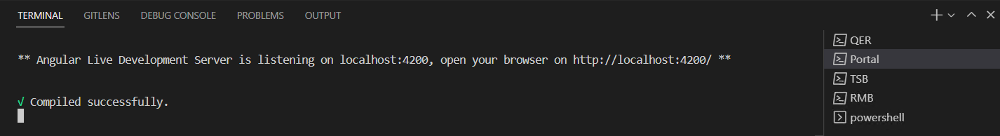 TERMINAL GITLENS DEBUG CONSOLE PROBLEMS OUTPUT
** Angular Live Development Server is listening on localhost:4200, open your browser on http://localhost:4200/ **
√ Compiled successfully.
QER
Portal
TSB
RMB
powershell